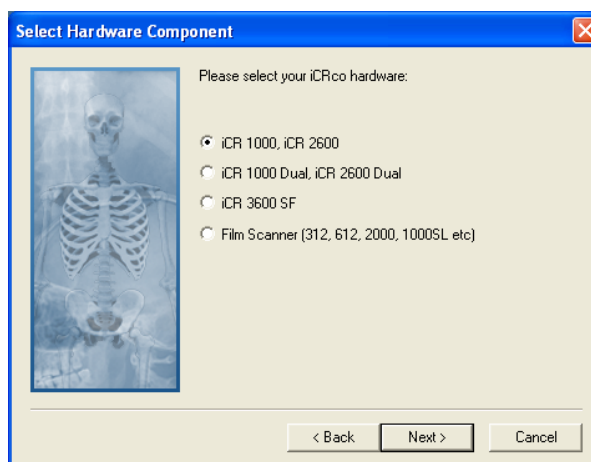 Select Hardware Component
Please select your iCRco hardware:
iCR 1000, iCR 2600
iCR 1000 Dual, iCR 2600 Dual
iCR 3600 SF
Film Scanner (312, 612, 2000, 1000SL etc)
< Back Next > Cancel